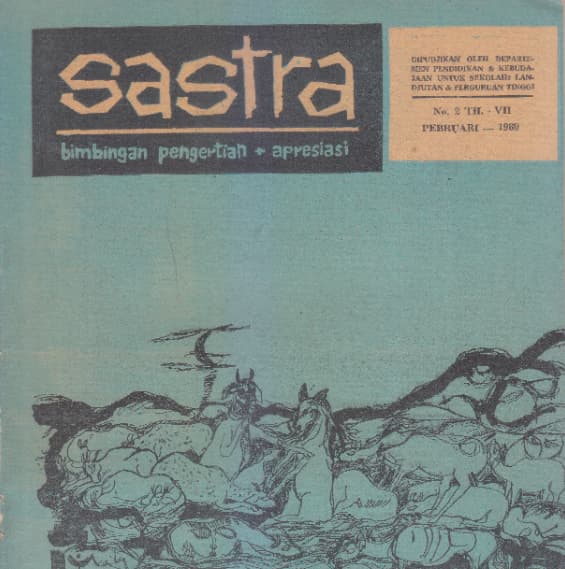 sastra
bimbingan pengertian + apresiasi
DIPUDJIKAN OLEH DEPARTE-
MEN PENDIDIKAN & KEBUDA-
JAAN UNTUK SEKOLAH2 LAN-
DJUTAN & PERGURUAN TINGGI
No. 2 TH. - VII
PEBRUARI — 1969